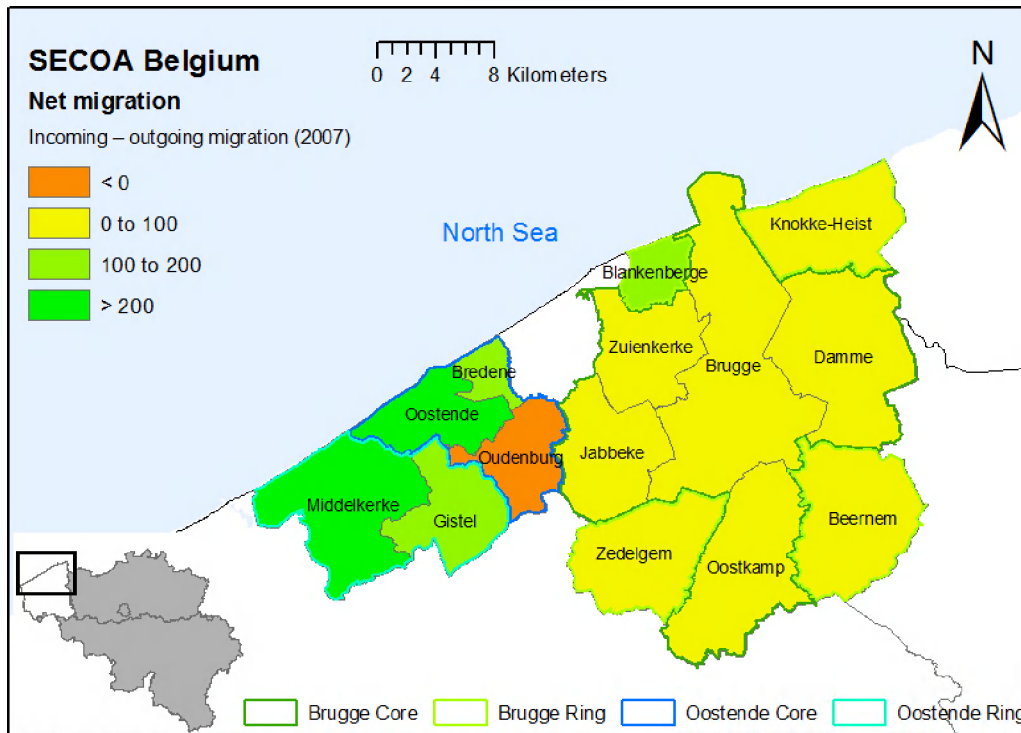 SECOA Belgium
Net migration
Incoming – outgoing migration (2007)
< 0
0 to 100
100 to 200
> 200
0 2 4 8 Kilometers
N
North Sea
Knokke-Heist
Blankenberge
Zuienkerke
Brugge
Damme
Bredene
Oostende
Oudenburg
Jabbeke
Middelkerke
Gistel
Zedelgem
Oostkamp
Beernem
Brugge Core Brugge Ring Oostende Core Oostende Ring